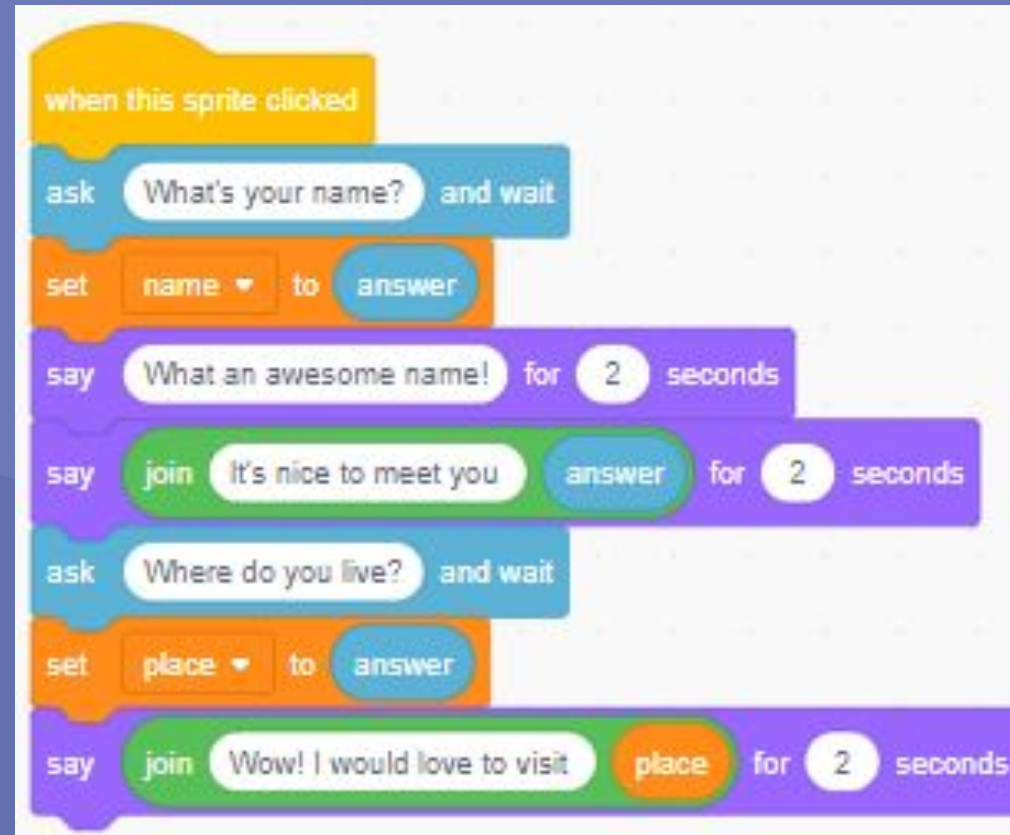 when this sprite clicked
ask What's your name? and wait
set name to answer
say What an awesome name! for 2 seconds
say join It's nice to meet you answer for 2 seconds
ask Where do you live? and wait
set place to answer
say join Wow! I would love to visit place for 2 seconds